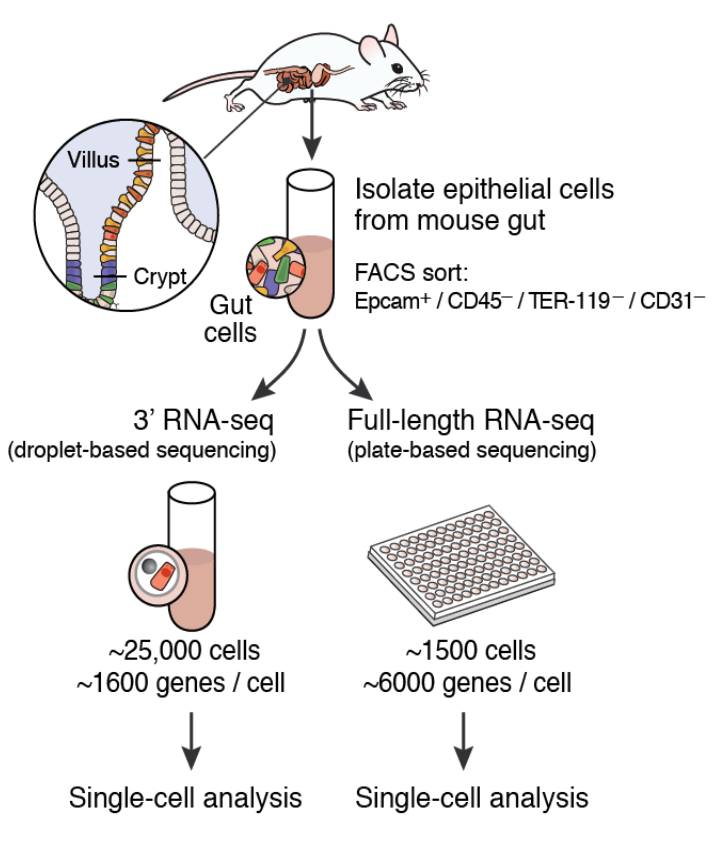 Villus
Crypt
Isolate epithelial cells
from mouse gut
FACS sort:
Epcam⁺ / CD45⁻ / TER-119⁻ / CD31⁻
Gut
cells
3’ RNA-seq
(droplet-based sequencing)
Full-length RNA-seq
(plate-based sequencing)
~25,000 cells
~1600 genes / cell
~1500 cells
~6000 genes / cell
Single-cell analysis
Single-cell analysis